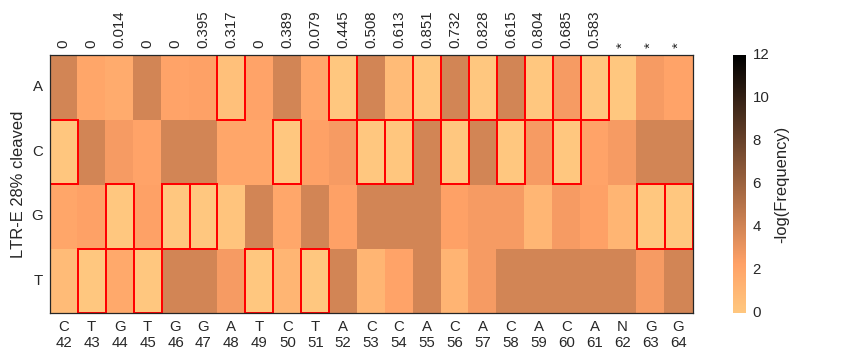 0 0 0.014 0 0 0.395 0.317 0 0.389 0.079 0.445 0.508 0.613 0.851 0.732 0.828 0.615 0.804 0.685 0.583 * * *
A
C
G
T
LTR-E 28% cleaved
C T G T G G A T C T A C C A C A C A C A N G G
42 43 44 45 46 47 48 49 50 51 52 53 54 55 56 57 58 59 60 61 62 63 64
12
10
8
6
4
2
0
-log(Frequency)